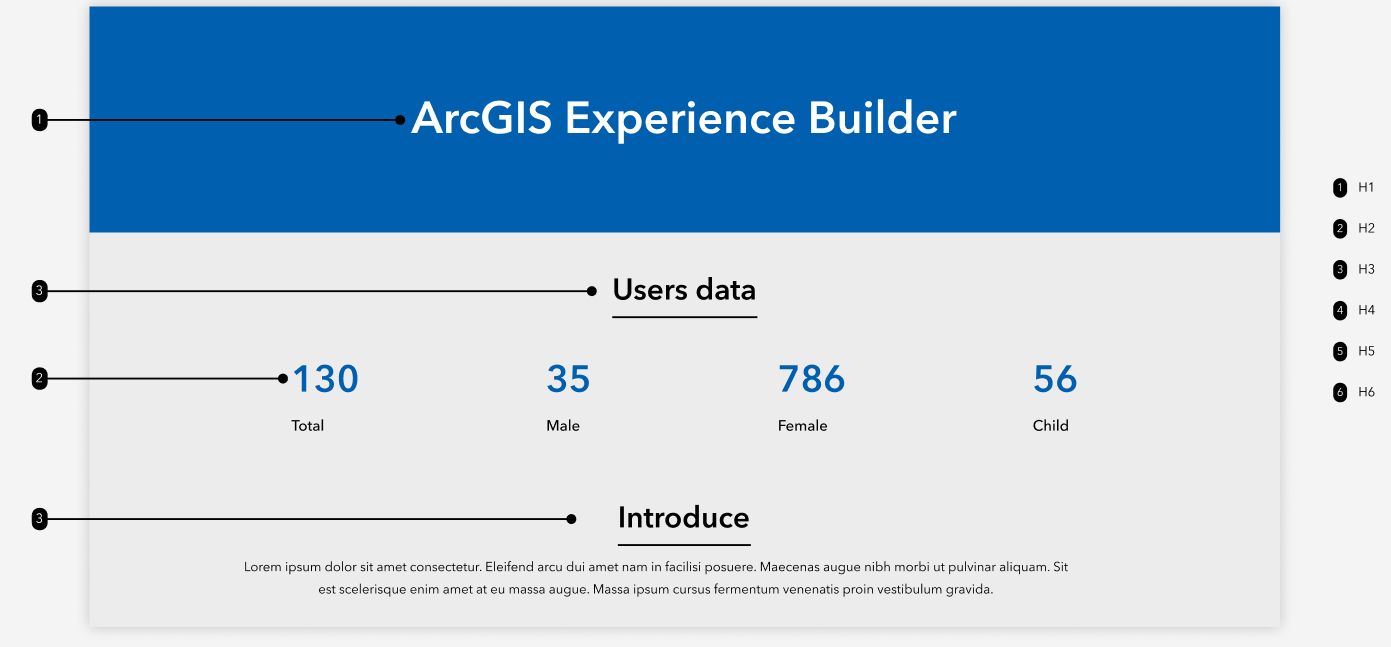 1 ArcGIS Experience Builder
1 H1
2 H2
3 H3
4 H4
5 H5
6 H6
3 Users data
2 130 35 786 56
Total Male Female Child
3 Introduce
Lorem ipsum dolor sit amet consectetur. Eleifend arcu dui amet nam in facilisi posuere. Maecenas augue nibh morbi ut pulvinar aliquam. Sit
est scelerisque enim amet at eu massa augue. Massa ipsum cursus fermentum venenatis proin vestibulum gravida.